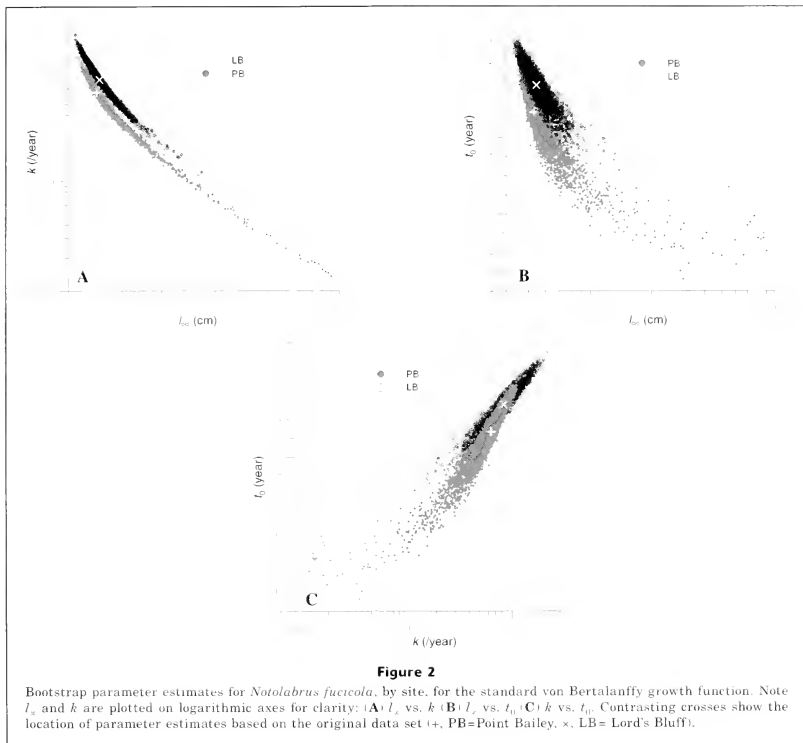 LB
PB
k (/year)
A
l∞ (cm)
PB
LB
t₀ (year)
B
l∞ (cm)
PB
LB
t₀ (year)
C
k (/year)
Figure 2
Bootstrap parameter estimates for Notolabrus fucicola, by site, for the standard von Bertalanffy growth function. Note
l∞ and k are plotted on logarithmic axes for clarity: (A) l∞ vs. k (B) l∞ vs. t₀ (C) k vs. t₀. Contrasting crosses show the
location of parameter estimates based on the original data set (+, PB=Point Bailey, ×, LB= Lord's Bluff).